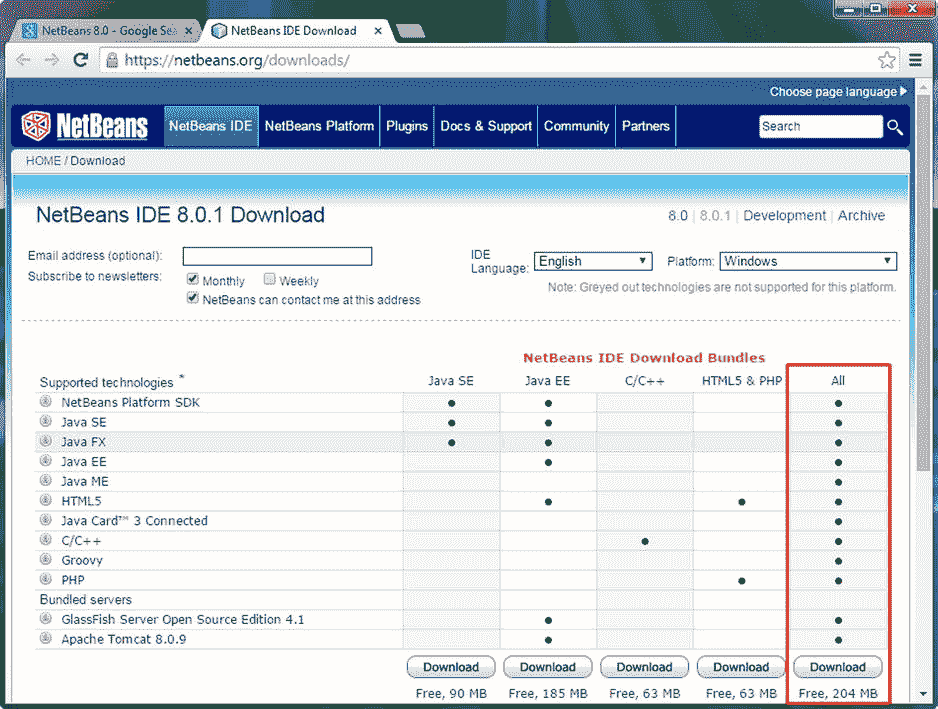 NetBeans 8.0 - Google Sea
NetBeans IDE Download
https://netbeans.org/downloads/
Choose page language
NetBeans
NetBeans IDE
NetBeans Platform
Plugins
Docs & Support
Community
Partners
Search
HOME / Download
NetBeans IDE 8.0.1 Download
8.0 | 8.0.1 | Development | Archive
Email address (optional):
IDE Language:
English
Platform:
Windows
Subscribe to newsletters:
Monthly
Weekly
NetBeans can contact me at this address
Note: Greyed out technologies are not supported for this platform.
NetBeans IDE Download Bundles
Supported technologies *
Java SE
Java EE
C/C++
HTML5 & PHP
All
NetBeans Platform SDK
Java SE
Java FX
Java EE
Java ME
HTML5
Java Card™ 3 Connected
C/C++
Groovy
PHP
Bundled servers
GlassFish Server Open Source Edition 4.1
Apache Tomcat 8.0.9
Download
Download
Download
Download
Download
Free, 90 MB
Free, 185 MB
Free, 63 MB
Free, 63 MB
Free, 204 MB